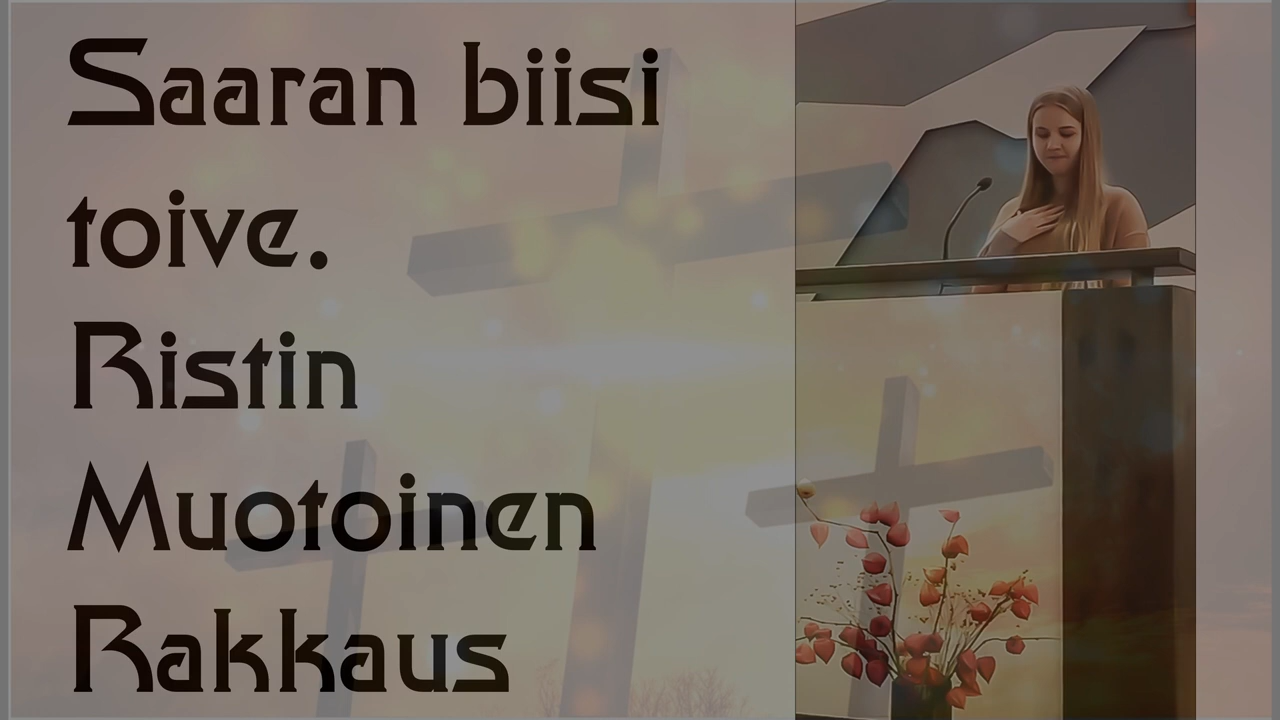 Saaran biisi
toive.
Ristin
Muotoinen
Rakkaus